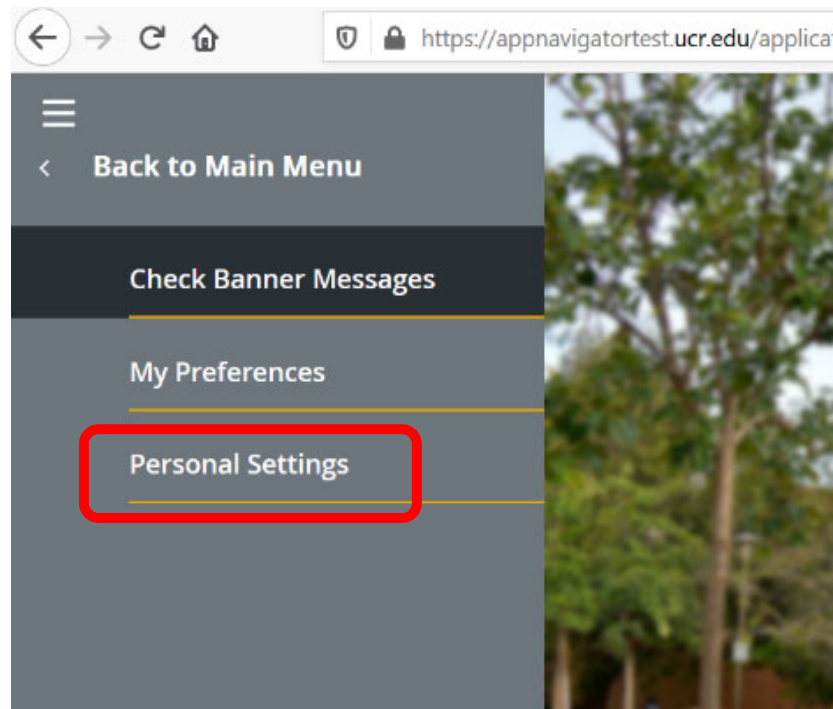 https://appnavigatortest.ucr.edu/applica
Back to Main Menu
Check Banner Messages
My Preferences
Personal Settings